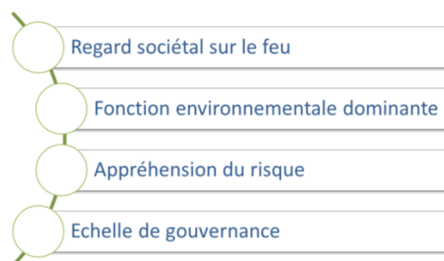 Regard sociétal sur le feu
Fonction environnementale dominante
Appréhension du risque
Echelle de gouvernance